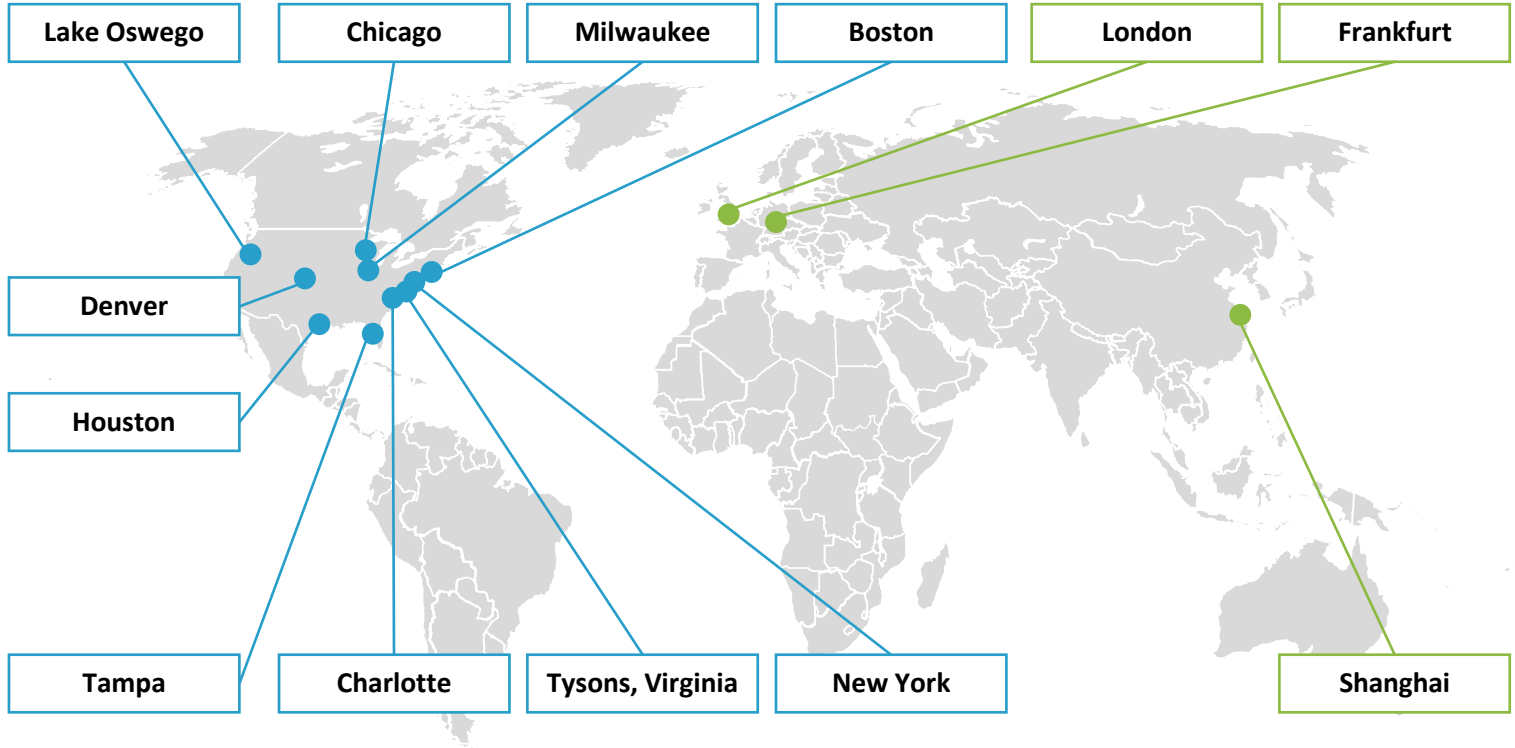 Lake Oswego
Chicago
Milwaukee
Boston
London
Frankfurt
Denver
Houston
Tampa
Charlotte
Tysons, Virginia
New York
Shanghai